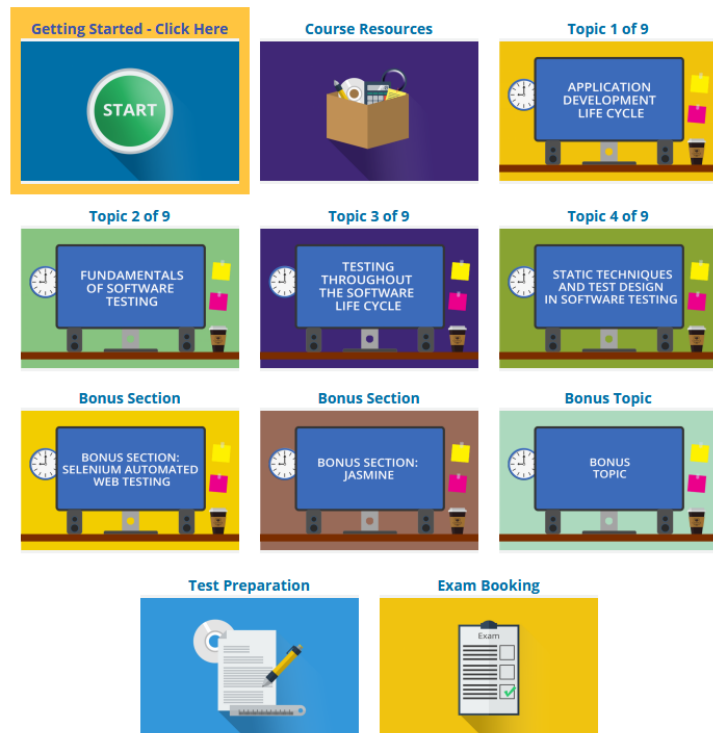 Getting Started - Click Here
START
Course Resources
Topic 1 of 9
APPLICATION
DEVELOPMENT
LIFE CYCLE
Topic 2 of 9
FUNDAMENTALS
OF SOFTWARE
TESTING
Topic 3 of 9
TESTING
THROUGHOUT
THE SOFTWARE
LIFE CYCLE
Topic 4 of 9
STATIC TECHNIQUES
AND TEST DESIGN
IN SOFTWARE TESTING
Bonus Section
BONUS SECTION:
SELENIUM AUTOMATED
WEB TESTING
Bonus Section
BONUS SECTION:
JASMINE
Bonus Topic
BONUS
TOPIC
Test Preparation
Exam Booking
Exam